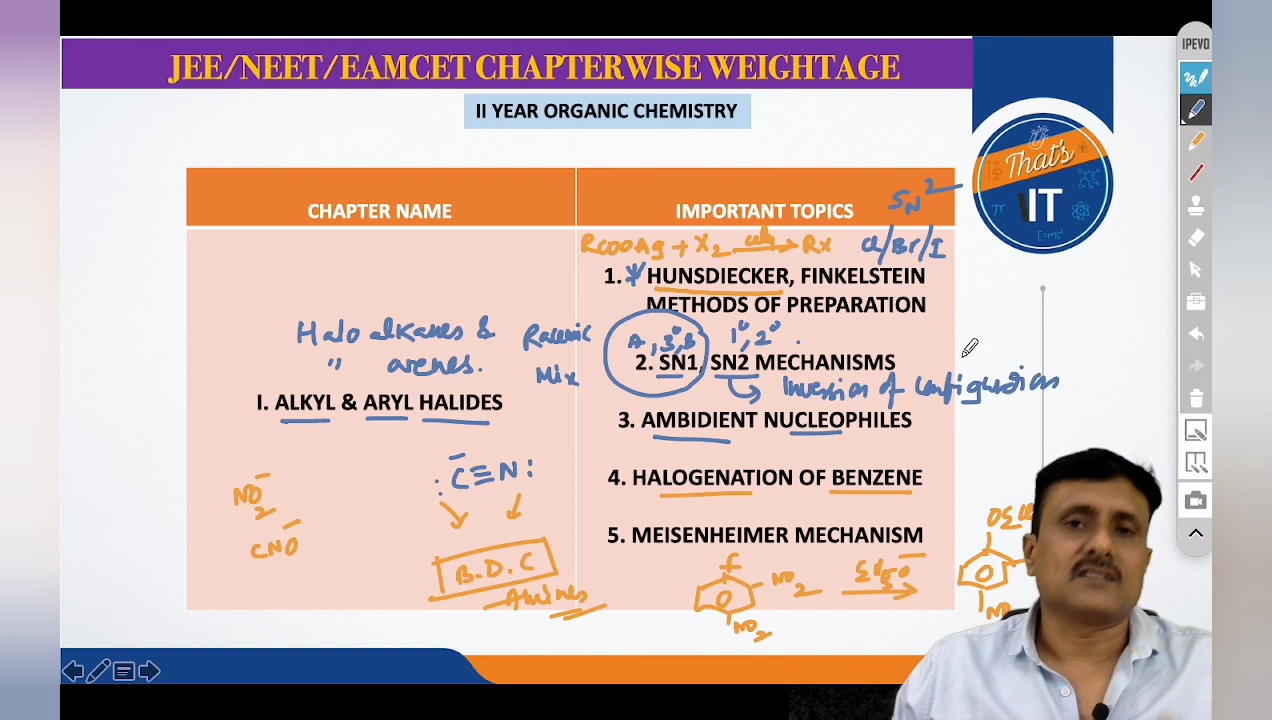 JEE/NEET/EAMCET CHAPTERWISE WEIGHTAGE
IPEVO
II YEAR ORGANIC CHEMISTRY
That's
IT
E=mc²
CHAPTER NAME
IMPORTANT TOPICS
SN2
RCOOAg + X2 → RX
Cl/Br/I
1. HUNSDIECKER, FINKELSTEIN
METHODS OF PREPARATION
Halo alkanes &
" arenes.
Racemic
Mix
A, 3°, B
1°, 2°
2. SN1, SN2 MECHANISMS
Inversion of configuration
I. ALKYL & ARYL HALIDES
3. AMBIDIENT NUCLEOPHILES
:C̄≡N:
4. HALOGENATION OF BENZENE
NO2-
CNO-
5. MEISENHEIMER MECHANISM
B.D.C
Amines
F
NO2
NO2
NO